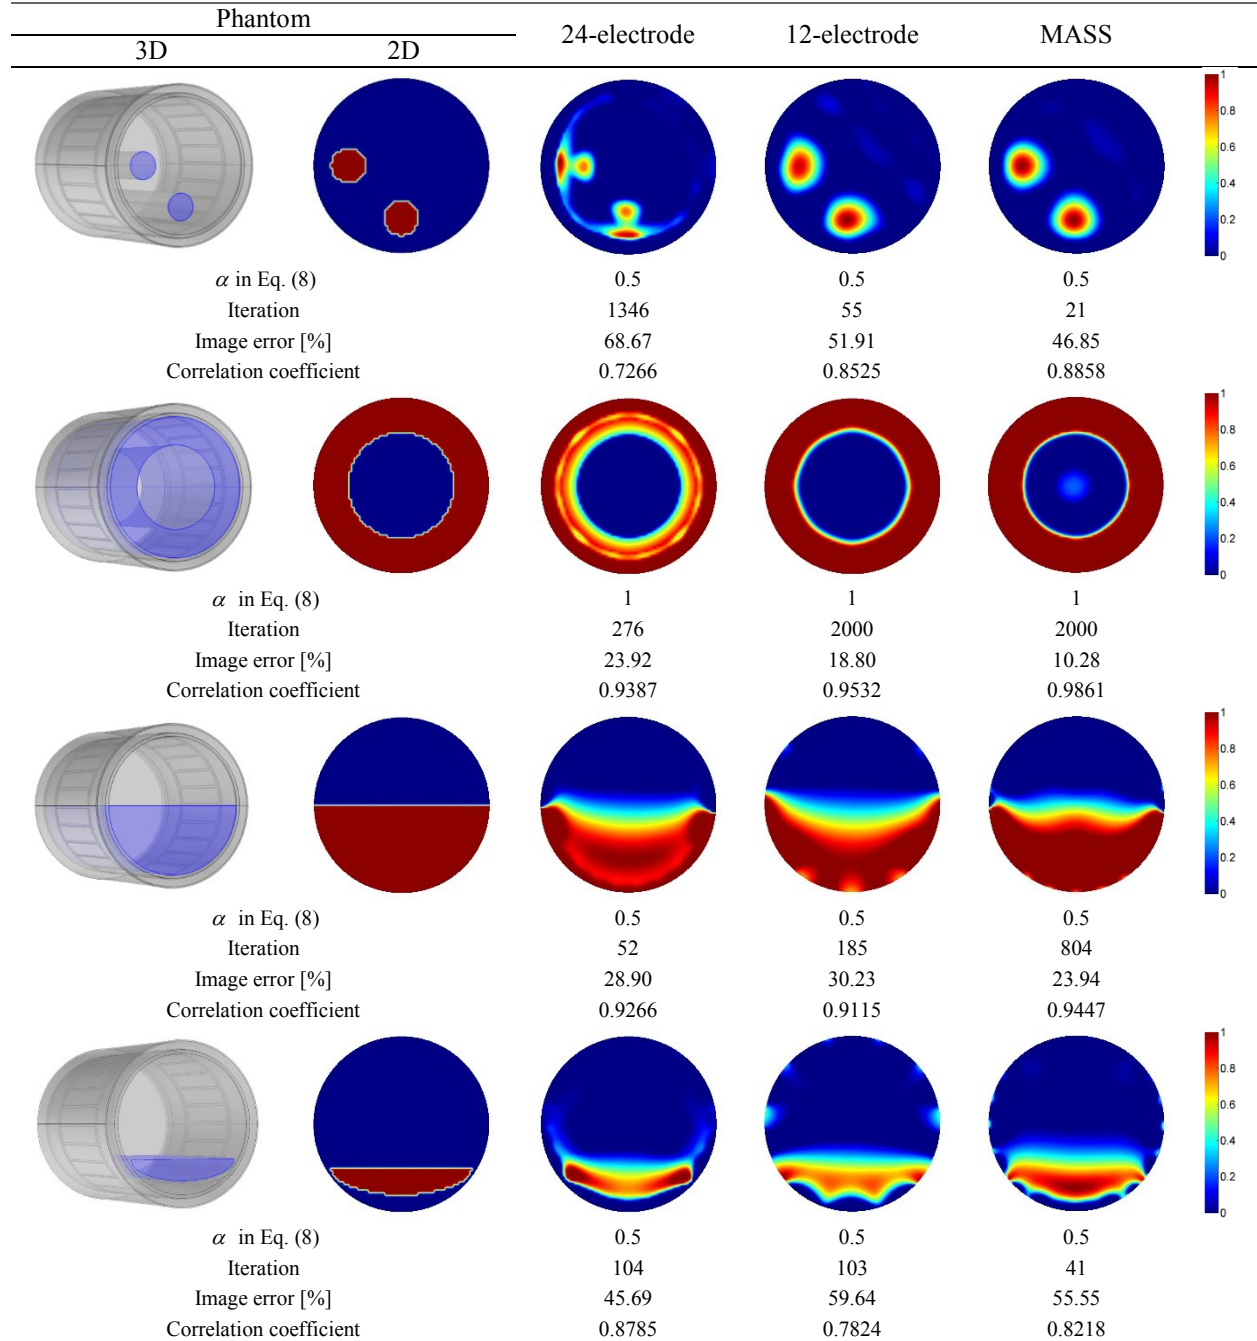 Phantom
24-electrode 12-electrode MASS
3D 2D
1
0.8
0.6
0.4
0.2
0
α in Eq. (8) 0.5 0.5 0.5
Iteration 1346 55 21
Image error [%] 68.67 51.91 46.85
Correlation coefficient 0.7266 0.8525 0.8858
1
0.8
0.6
0.4
0.2
0
α in Eq. (8) 1 1 1
Iteration 276 2000 2000
Image error [%] 23.92 18.80 10.28
Correlation coefficient 0.9387 0.9532 0.9861
1
0.8
0.6
0.4
0.2
0
α in Eq. (8) 0.5 0.5 0.5
Iteration 52 185 804
Image error [%] 28.90 30.23 23.94
Correlation coefficient 0.9266 0.9115 0.9447
1
0.8
0.6
0.4
0.2
0
α in Eq. (8) 0.5 0.5 0.5
Iteration 104 103 41
Image error [%] 45.69 59.64 55.55
Correlation coefficient 0.8785 0.7824 0.8218